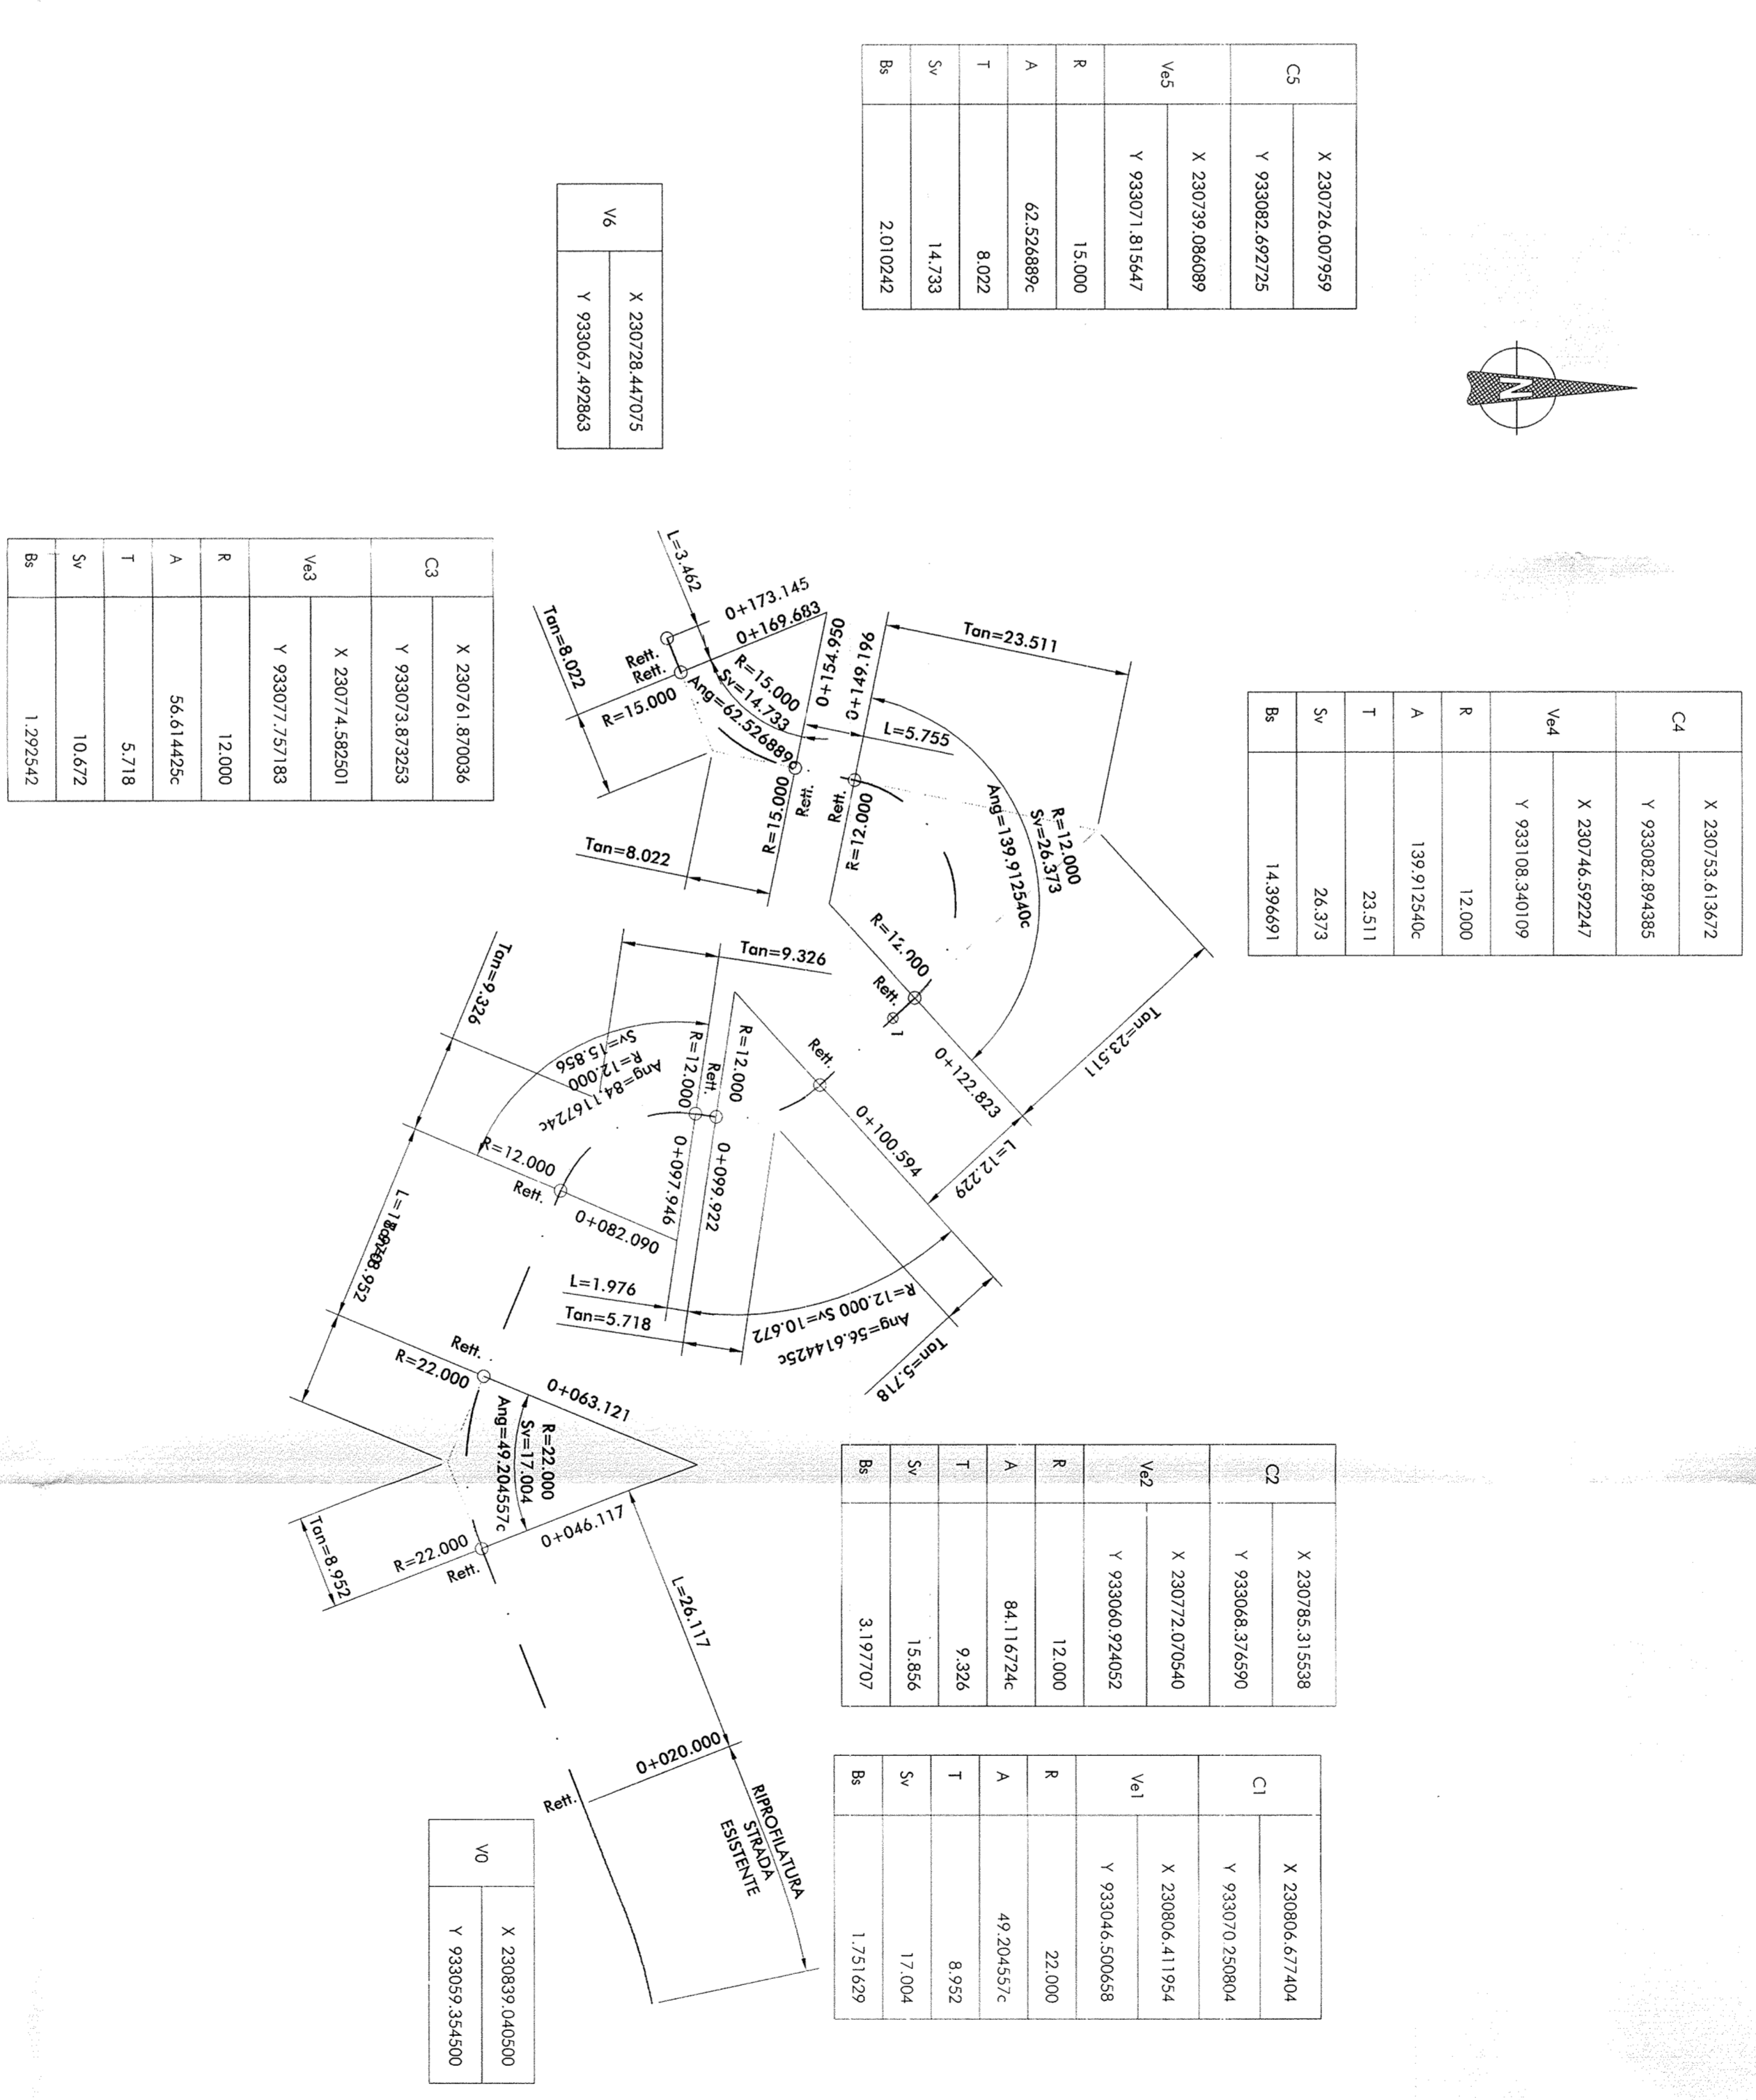 C5
X 230726.007959
Y 933082.692725
Ve5
X 230739.086089
Y 933071.815647
R 15.000
A 62.526889c
T 8.022
Sv 14.733
Bs 2.010242
V6
X 230728.447075
Y 933067.492863
N
C3
X 230761.870036
Y 933073.873253
Ve3
X 230774.582501
Y 933077.757183
R 12.000
A 56.614425c
T 5.718
Sv 10.672
Bs 1.292542
C4
X 230753.613672
Y 933082.894385
Ve4
X 230746.592247
Y 933108.340109
R 12.000
A 139.912540c
T 23.511
Sv 26.373
Bs 14.396691
C2
X 230785.315538
Y 933068.376590
Ve2
X 230772.070540
Y 933060.924052
R 12.000
A 84.116724c
T 9.326
Sv 15.856
Bs 3.197707
C1
X 230806.677404
Y 933070.250804
Ve1
X 230806.411954
Y 933046.500658
R 22.000
A 49.204557c
T 8.952
Sv 17.004
Bs 1.751629
V0
X 230839.040500
Y 933059.354500
L=3.462
0+173.145
0+169.683
Tan=8.022
Rett.
Rett.
R=15.000
R=15.000
Sv=14.733
Ang=62.526889c
0+154.950
0+149.196
Tan=23.511
L=5.755
R=15.000
Rett.
Rett.
R=12.000
Tan=8.022
R=12.000
Sv=26.373
Ang=139.912540c
R=12.000
Rett.
1
0+122.823
Tan=23.511
L=12.229
0+100.594
Rett.
Tan=9.326
Tan=9.326
Sv=15.856
R=12.000
Ang=84.116724c
R=12.000
Rett.
R=12.000
0+097.946
0+099.922
R=12.000
Rett.
0+082.090
L=1.976
Tan=5.718
R=12.000 Sv=10.672
Ang=56.614425c
Tan=5.718
Tan=8.952
Rett.
R=22.000
0+063.121
R=22.000
Sv=17.004
Ang=49.204557c
0+046.117
R=22.000
Rett.
Tan=8.952
L=26.117
0+020.000
Rett.
RIPROFILATURA
STRADA
ESISTENTE